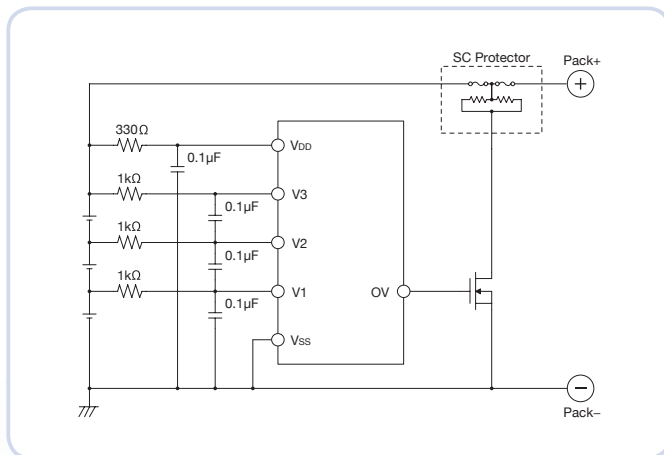 SC Protector
Pack+
330Ω
VDD
0.1μF
1kΩ
V3
0.1μF
1kΩ
V2
0.1μF
1kΩ
V1
OV
0.1μF
VSS
Pack−